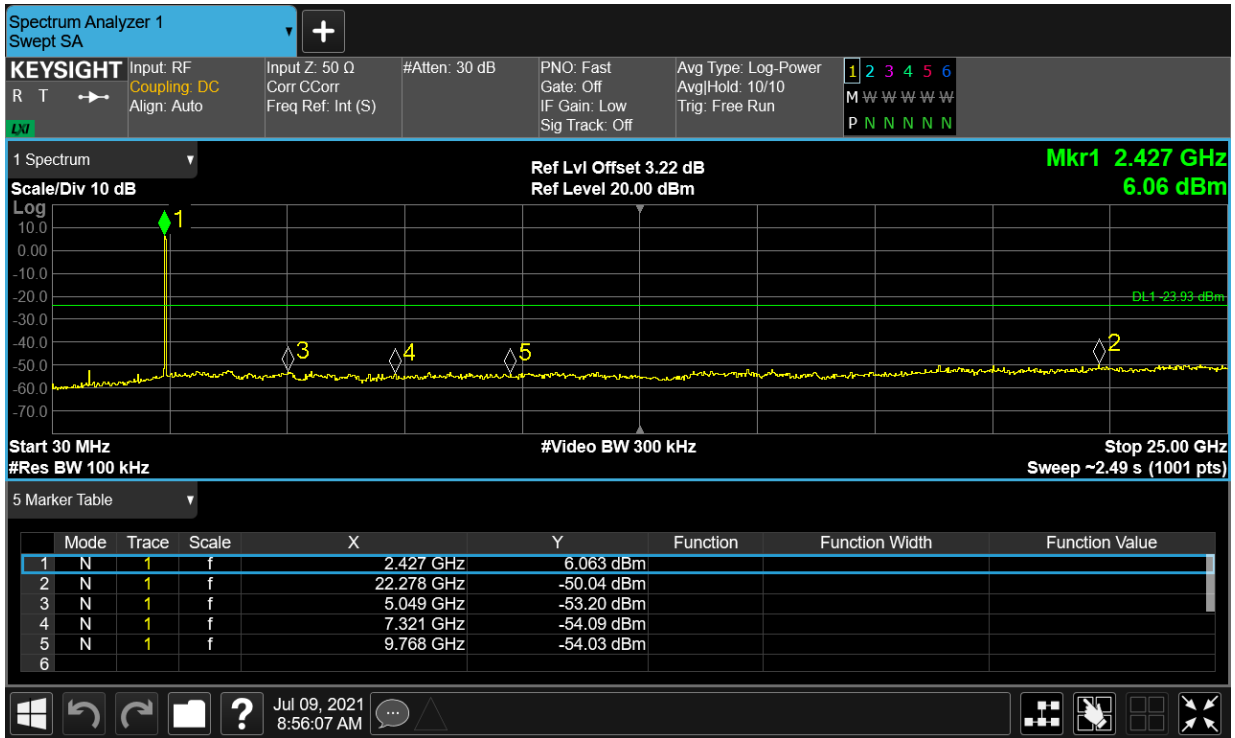 Spectrum Analyzer 1
Swept SA
+
KEYSIGHT Input: RF Input Z: 50 Ω #Atten: 30 dB PNO: Fast Avg Type: Log-Power 1 2 3 4 5 6
R T Coupling: DC Corr CCorr Gate: Off Avg|Hold: 10/10 M W W W W W
Align: Auto Freq Ref: Int (S) IF Gain: Low Trig: Free Run
LXI Sig Track: Off P N N N N N
1 Spectrum Ref Lvl Offset 3.22 dB Mkr1 2.427 GHz
Scale/Div 10 dB Ref Level 20.00 dBm 6.06 dBm
Log
1
10.0
0.00
-10.0
-20.0 DL1 -23.93 dBm
-30.0
-40.0 3 4 5 2
-50.0
-60.0
-70.0
Start 30 MHz #Video BW 300 kHz Stop 25.00 GHz
#Res BW 100 kHz Sweep ~2.49 s (1001 pts)
5 Marker Table
Mode Trace Scale X Y Function Function Width Function Value
1 N 1 f 2.427 GHz 6.063 dBm
2 N 1 f 22.278 GHz -50.04 dBm
3 N 1 f 5.049 GHz -53.20 dBm
4 N 1 f 7.321 GHz -54.09 dBm
5 N 1 f 9.768 GHz -54.03 dBm
6
? Jul 09, 2021
8:56:07 AM